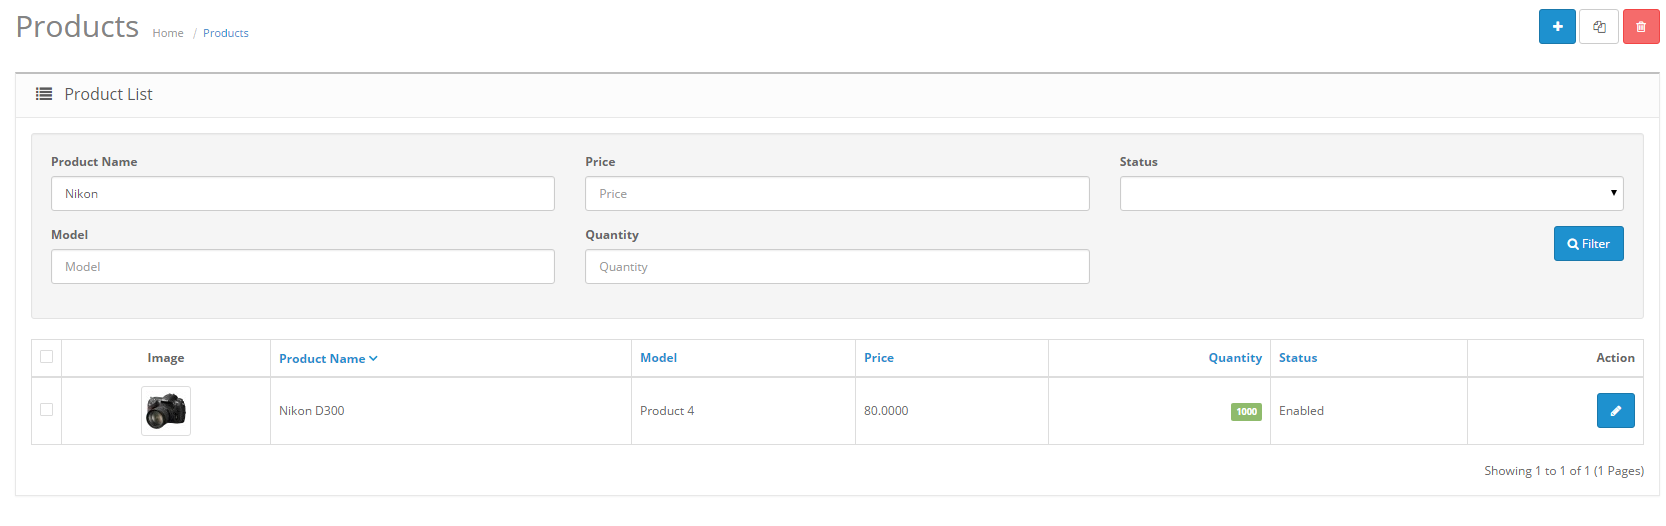 Products Home / Products
Product List
Product Name Price Status
Nikon Price
Model Quantity Filter
Model Quantity
Image Product Name Model Price Quantity Status Action
Nikon D300 Product 4 80.0000 1000 Enabled
Showing 1 to 1 of 1 (1 Pages)